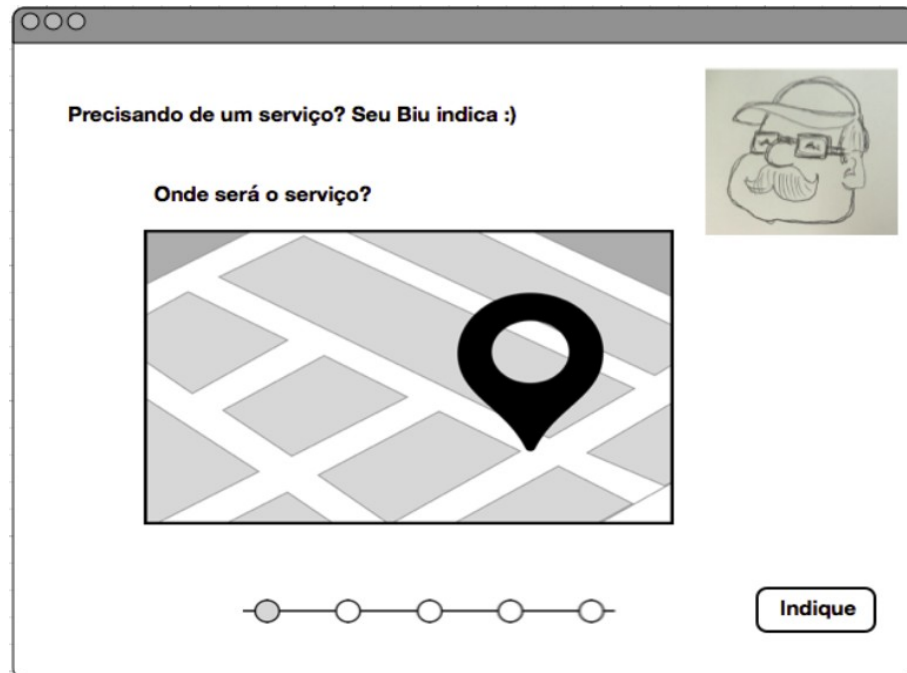 Precisando de um serviço? Seu Biu indica :)
Onde será o serviço?
Indique